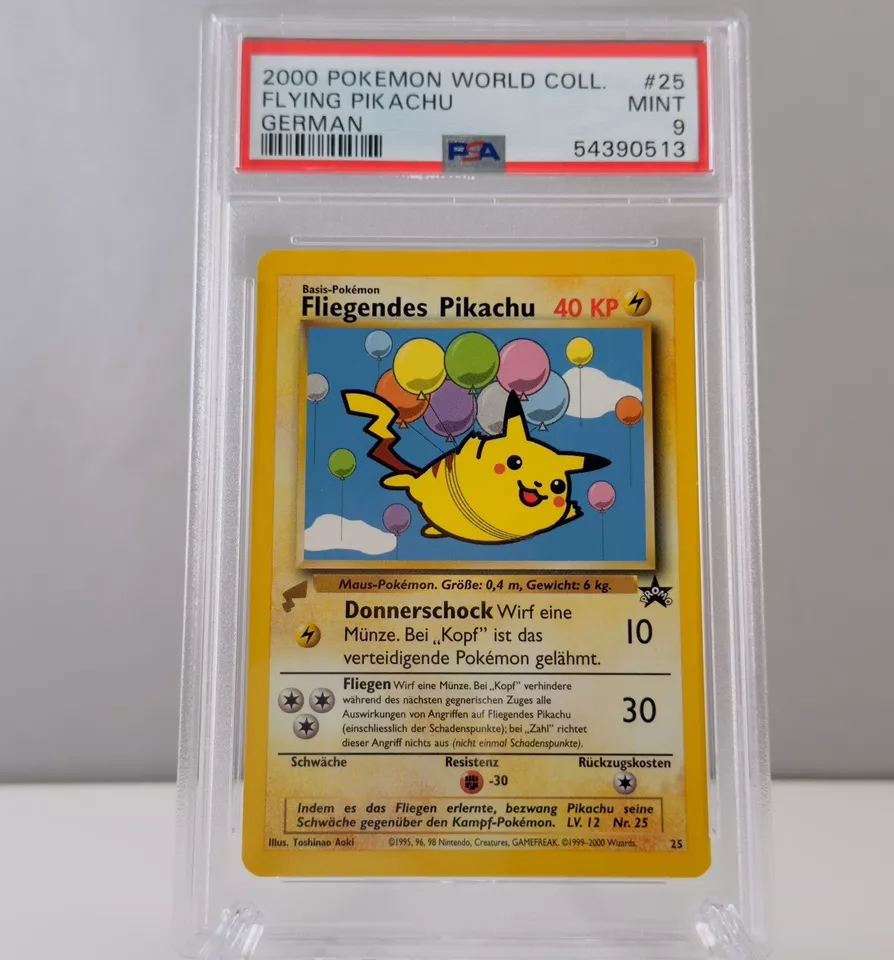 2000 POKEMON WORLD COLL. #25
FLYING PIKACHU MINT
GERMAN 9
PSA 54390513
Basis-Pokémon
Fliegendes Pikachu 40 KP
Maus-Pokémon. Größe: 0,4 m, Gewicht: 6 kg.
PROMO
Donnerschock Wirf eine
Münze. Bei „Kopf” ist das 10
verteidigende Pokémon gelähmt.
Fliegen Wirf eine Münze. Bei „Kopf” verhindere
während des nächsten gegnerischen Zuges alle
Auswirkungen von Angriffen auf Fliegendes Pikachu 30
(einschließlich der Schadenspunkte); bei „Zahl” richtet
dieser Angriff nichts aus (nicht einmal Schadenspunkte).
Schwäche Resistenz Rückzugskosten
-30
Indem es das Fliegen erlernte, bezwang Pikachu seine
Schwäche gegenüber den Kampf-Pokémon. LV. 12 Nr. 25
Illus. Toshinao Aoki ©1995, 96, 98 Nintendo, Creatures, GAMEFREAK. ©1999-2000 Wizards. 25